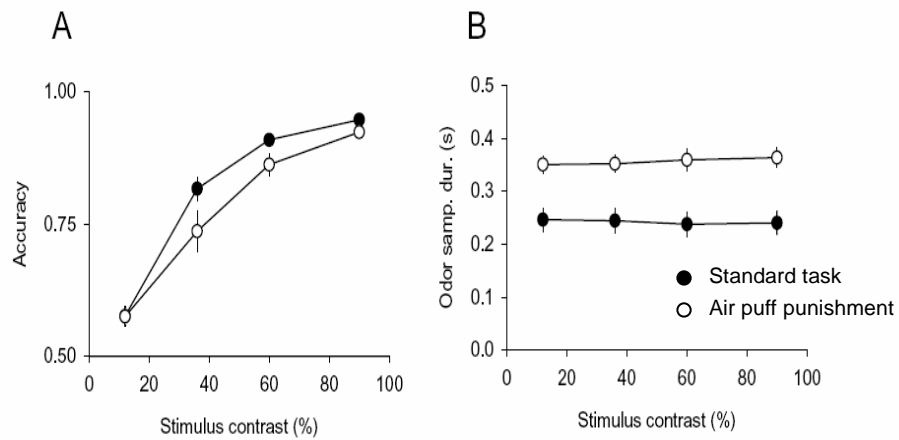 A
1.00
0.75
0.50
Accuracy
0 20 40 60 80 100
Stimulus contrast (%)
B
0.5
0.4
0.3
0.2
0.1
0.0
Odor samp. dur. (s)
Standard task
Air puff punishment
0 20 40 60 80 100
Stimulus contrast (%)